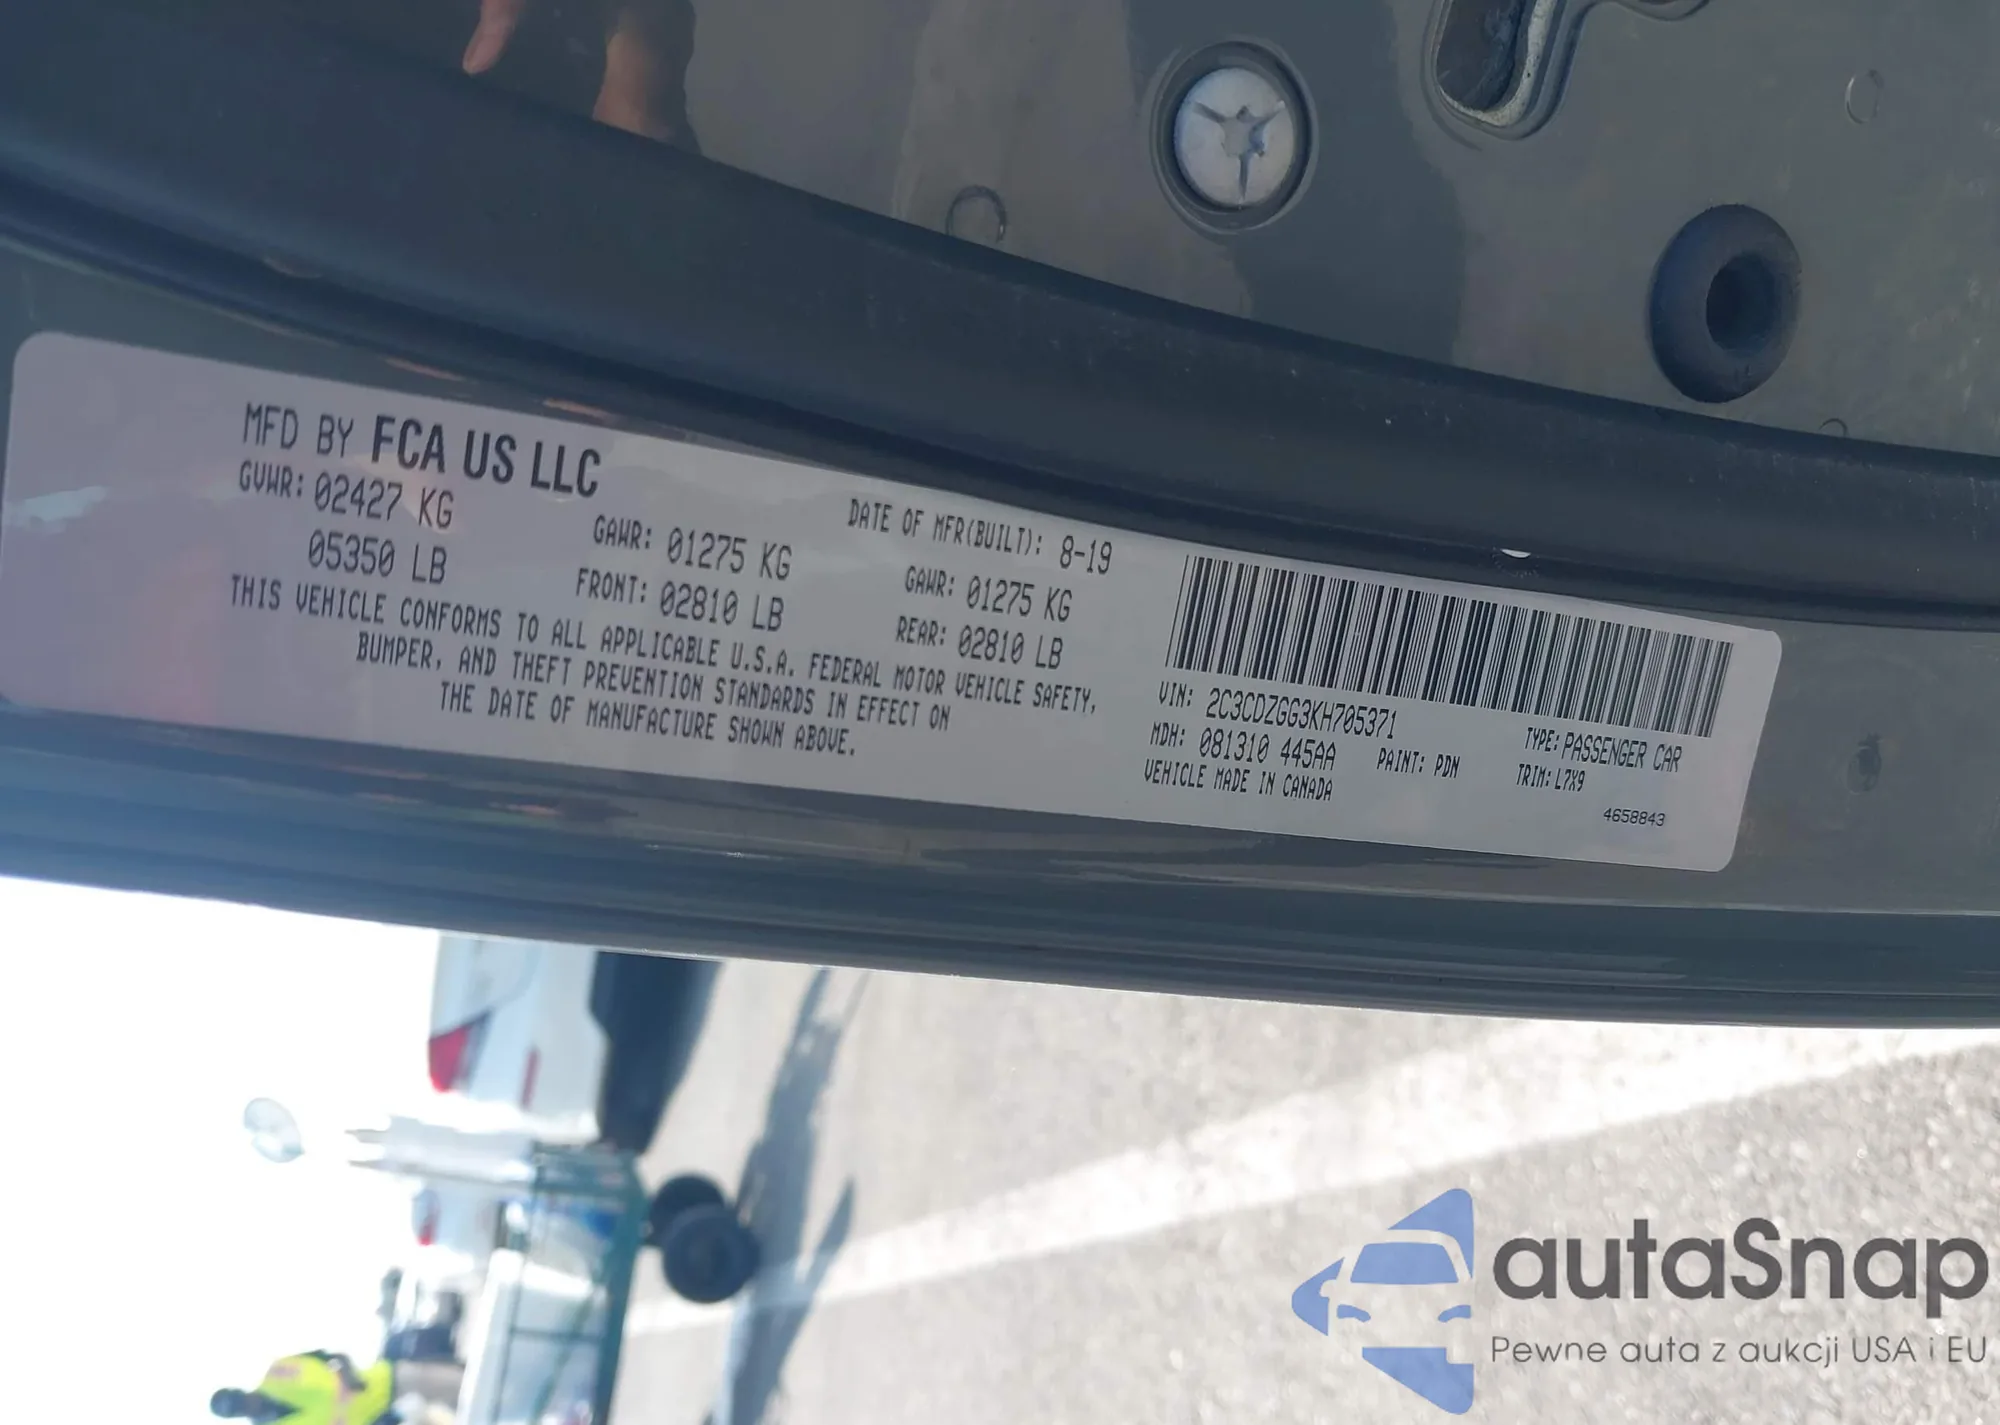 MFD BY FCA US LLC
DATE OF MFR(BUILT): 8-19
GVWR: 02427 KG
05350 LB
GAWR: 01275 KG
FRONT: 02810 LB
GAWR: 01275 KG
REAR: 02810 LB
THIS VEHICLE CONFORMS TO ALL APPLICABLE U.S.A. FEDERAL MOTOR VEHICLE SAFETY,
BUMPER, AND THEFT PREVENTION STANDARDS IN EFFECT ON
THE DATE OF MANUFACTURE SHOWN ABOVE.
VIN: 2C3CDZGG3KH705371
TYPE: PASSENGER CAR
MDH: 081310 445AA
PAINT: PDN
TRIM: L7X9
VEHICLE MADE IN CANADA
4658843
autaSnap
Pewne auta z aukcji USA i EU